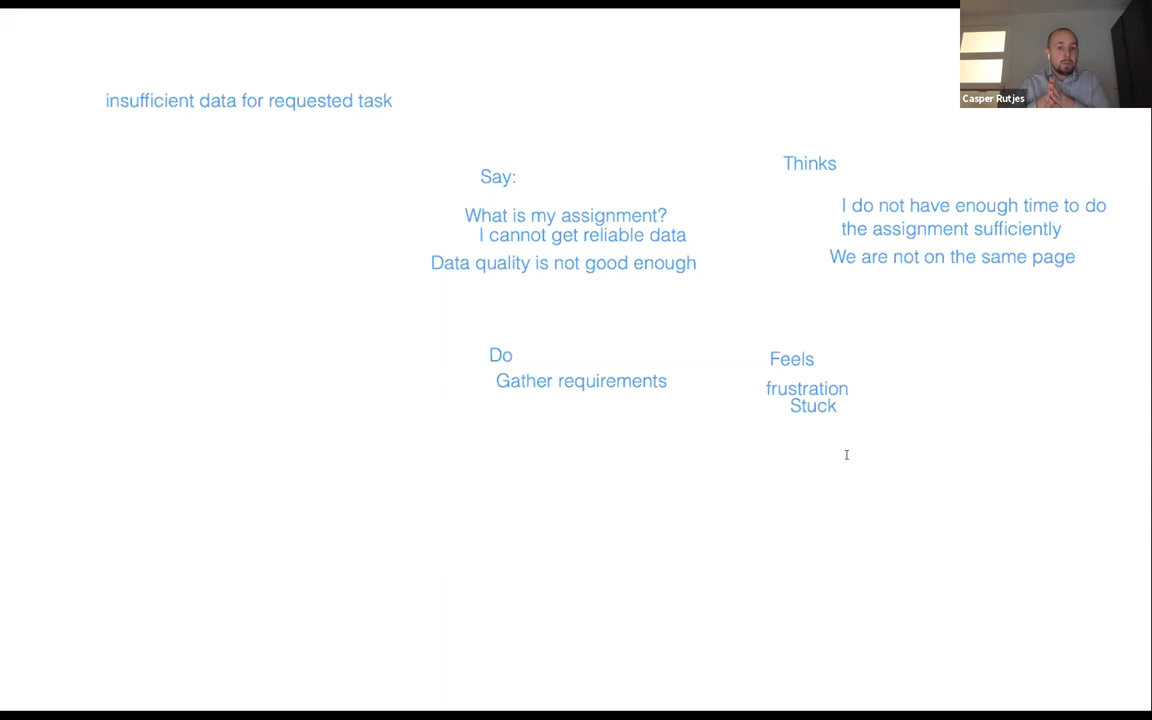 Casper Rutjes
insufficient data for requested task
Say:
What is my assignment?
I cannot get reliable data
Data quality is not good enough
Thinks
I do not have enough time to do
the assignment sufficiently
We are not on the same page
Do
Gather requirements
Feels
frustration
Stuck